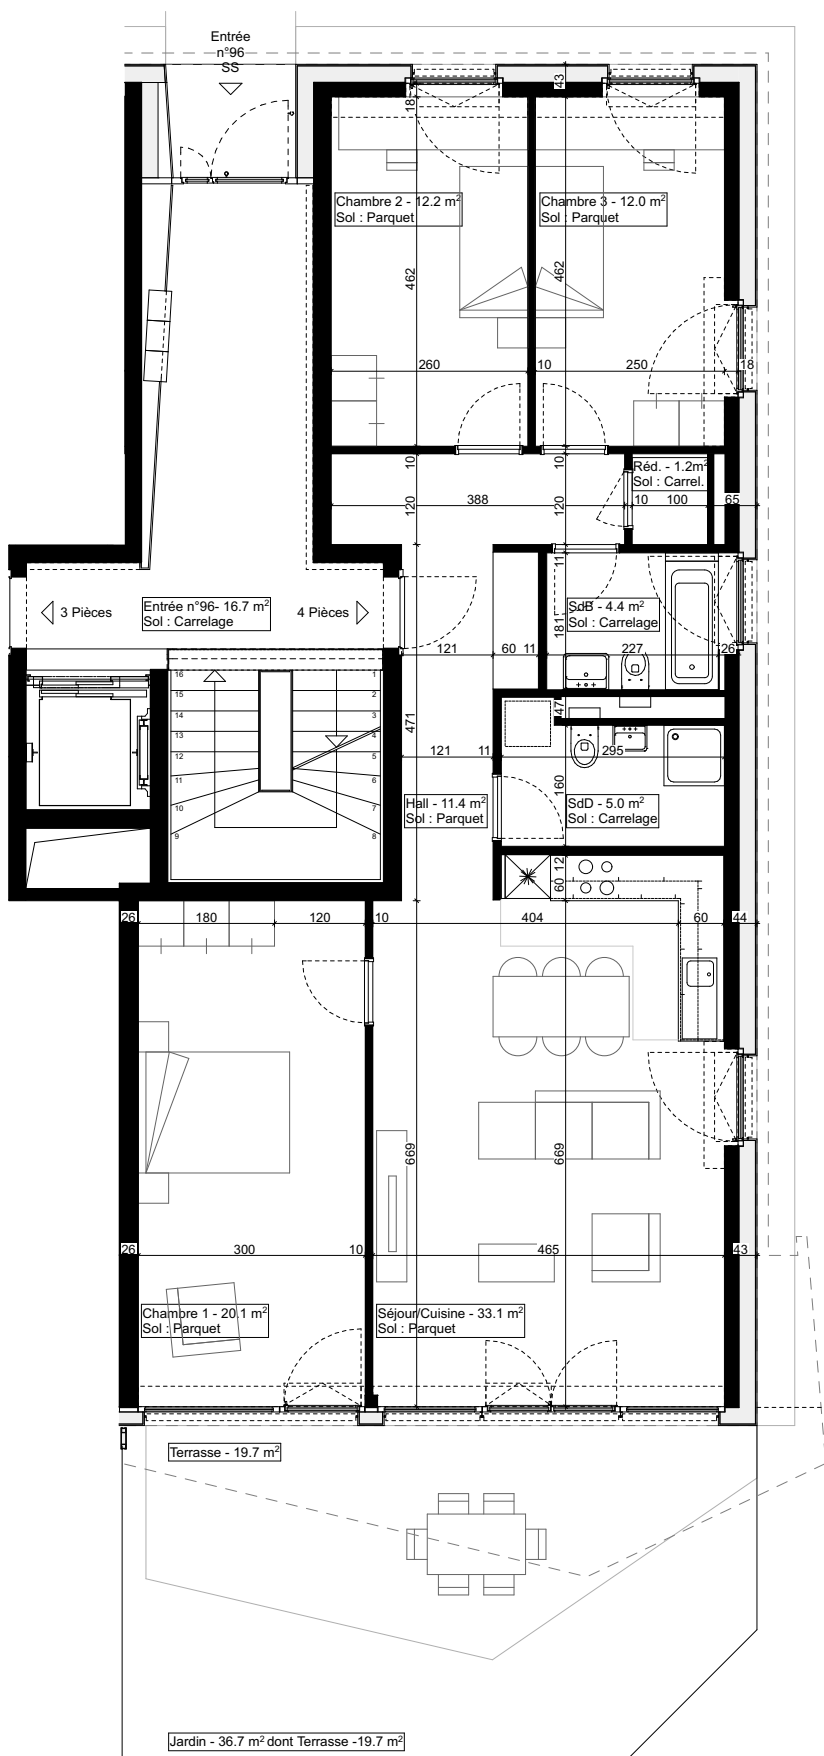 Entrée
n°96
SS
43
18
Chambre 2 - 12.2 m²
Sol : Parquet
Chambre 3 - 12.0 m²
Sol : Parquet
462
462
260
10
250
18
10
10
Réd. - 1.2m²
Sol : Carrel.
388
10
100
65
120
120
11
3 Pièces
Entrée n°96- 16.7 m²
Sol : Carrelage
4 Pièces
SdB - 4.4 m²
Sol : Carrelage
181
121
60
11
227
26
16
15
14
13
12
11
10
9
1
2
3
4
5
6
7
8
471
47
121
11
295
160
Hall - 11.4 m²
Sol : Parquet
SdD - 5.0 m²
Sol : Carrelage
12
60
26
180
120
10
404
60
44
669
669
26
300
10
465
43
Chambre 1 - 20.1 m²
Sol : Parquet
Séjour/Cuisine - 33.1 m²
Sol : Parquet
Terrasse - 19.7 m²
Jardin - 36.7 m² dont Terrasse -19.7 m²